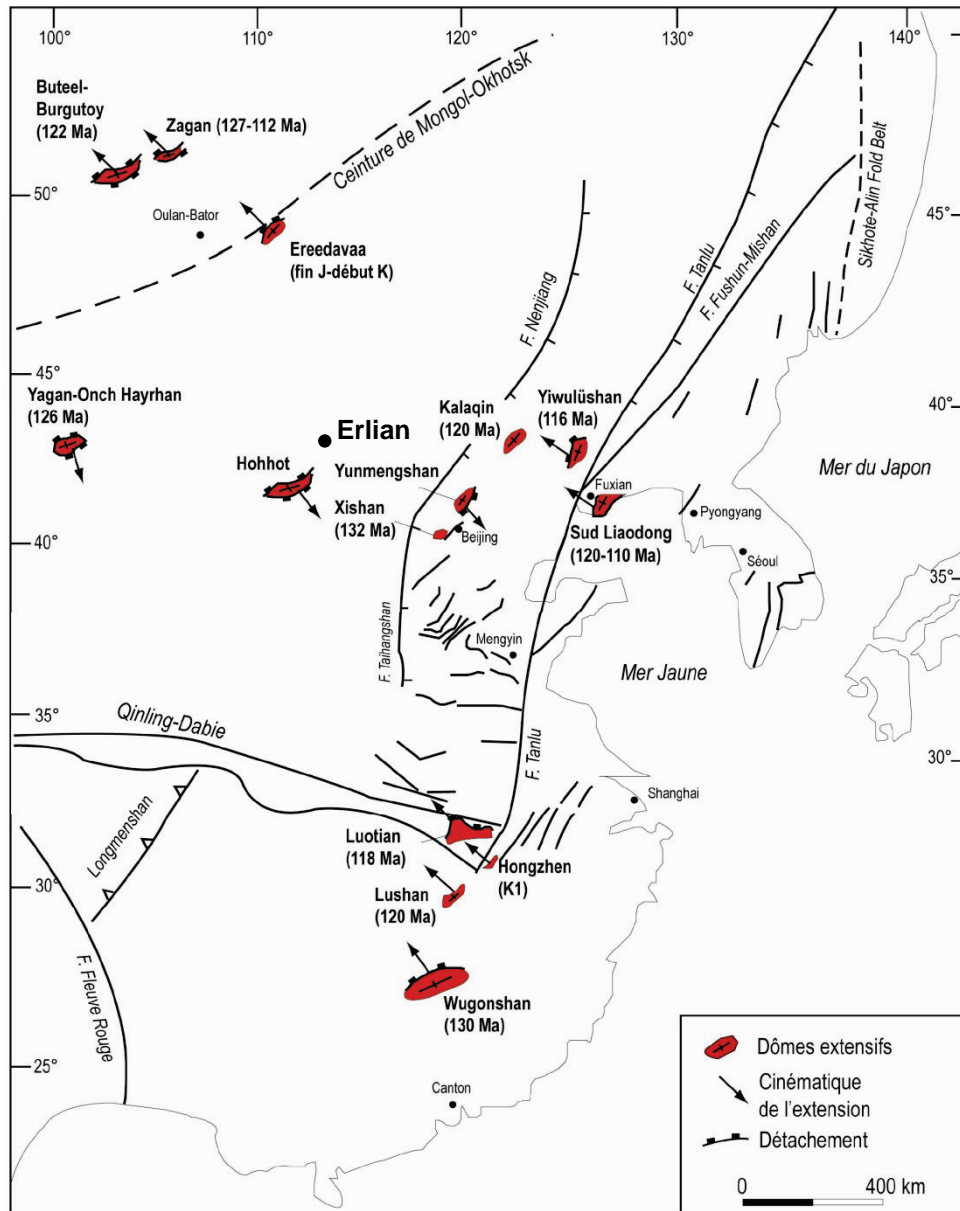 100°
110°
120°
130°
140°
Buteel-
Burgutoy
(122 Ma)
Zagan (127-112 Ma)
Ceinture de Mongol-Okhotsk
50°
Oulan-Bator
Ereedavaa
(fin J-début K)
F. Nenjiang
F. Tanlu
F. Fushun-Mishan
Sikhote-Alin Fold Belt
45°
45°
Yagan-Onch Hayrhan
(126 Ma)
Erlian
Kalaqin
(120 Ma)
Yiwulüshan
(116 Ma)
40°
Hohhot
Yunmengshan
Xishan
(132 Ma)
Beijing
Fuxian
Sud Liaodong
(120-110 Ma)
Mer du Japon
Pyongyang
Séoul
40°
35°
F. Taihangshan
Mengyin
Mer Jaune
35°
Qinling-Dabie
F. Tanlu
30°
Shanghai
Longmenshan
Luotian
(118 Ma)
Hongzhen
(K1)
30°
Lushan
(120 Ma)
F. Fleuve Rouge
Wugonshan
(130 Ma)
25°
Canton
Dômes extensifs
Cinématique
de l'extension
Détachement
0
400 km